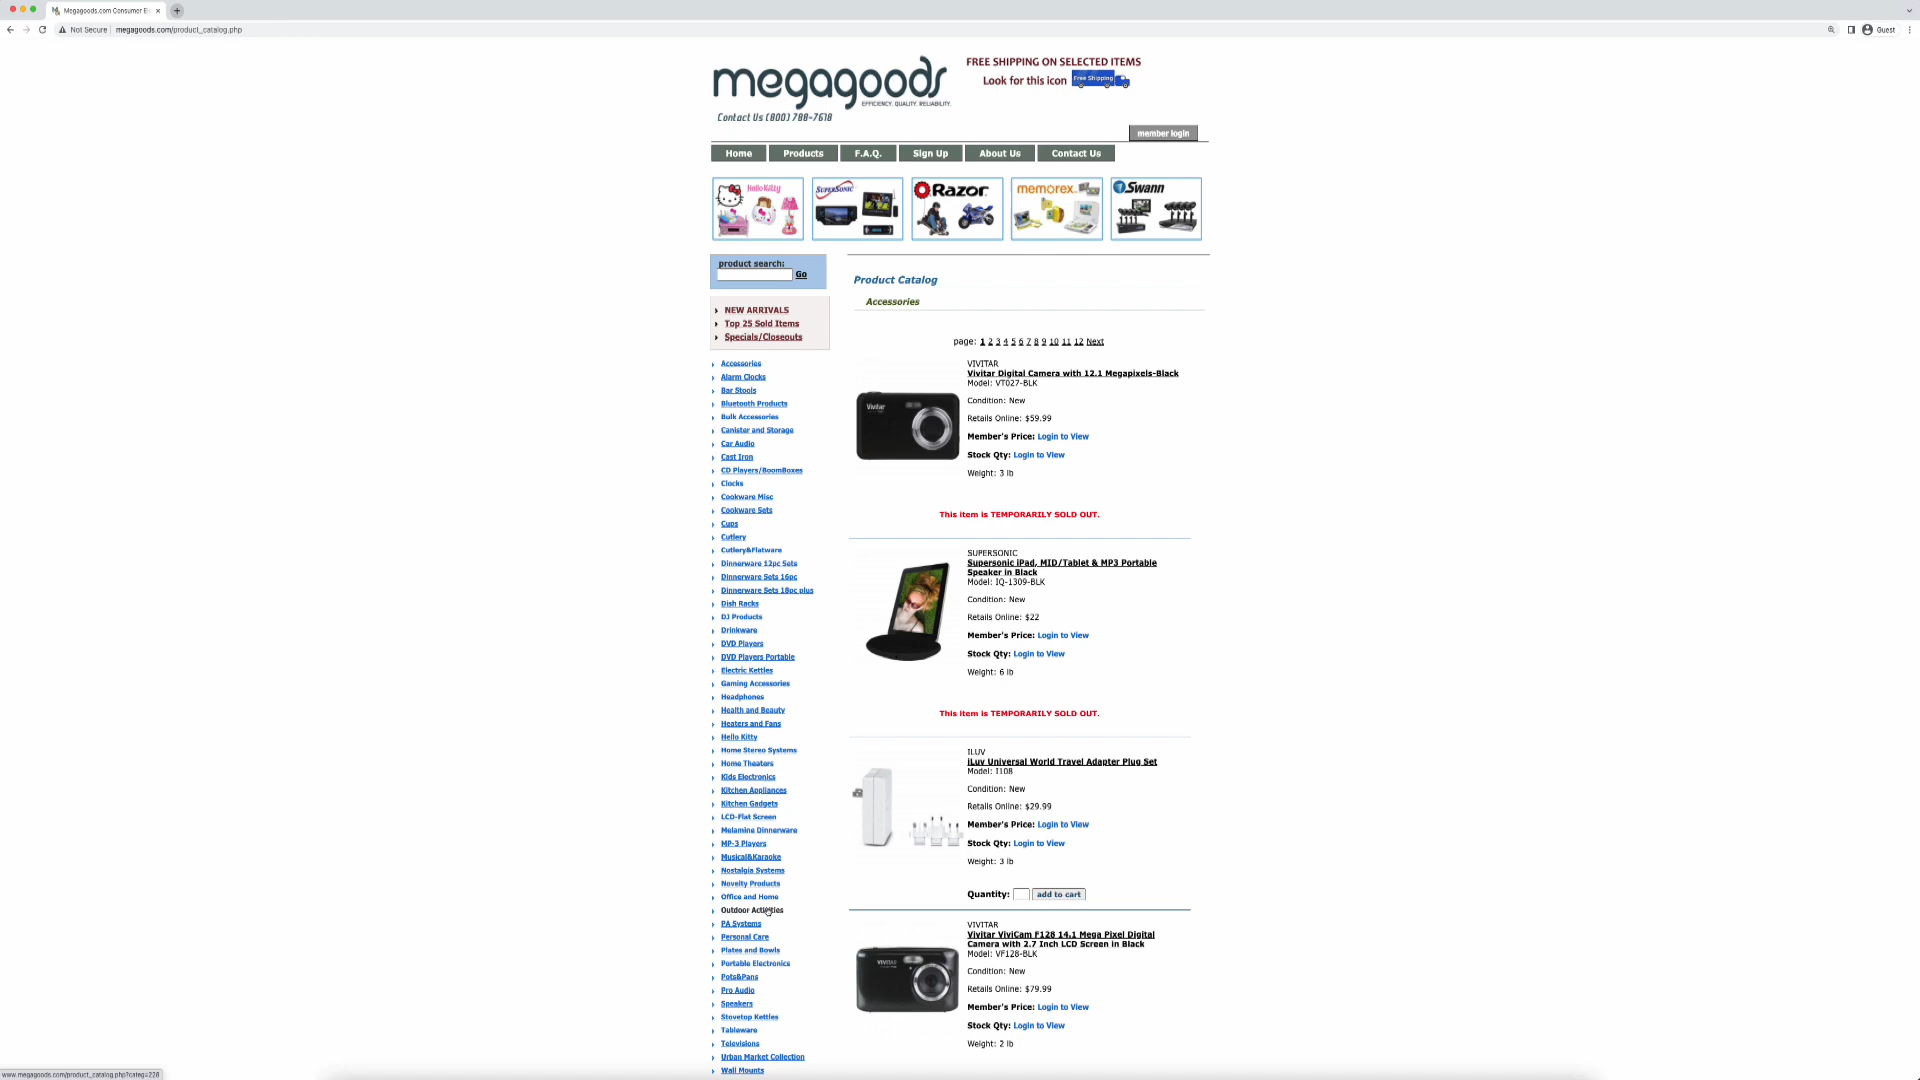 Megagoods.com Consumer El
Not Secure
megagoods.com/product_catalog.php
Guest
megagoods
EFFICIENCY. QUALITY. RELIABILITY.
Contact Us (800) 788-7618
FREE SHIPPING ON SELECTED ITEMS
Look for this icon Free Shipping
member login
Home Products F.A.Q. Sign Up About Us Contact Us
Hello Kitty
SUPERSONIC
Razor
memorex
Swann
product search:
Go
NEW ARRIVALS
Top 25 Sold Items
Specials/Closeouts
Accessories
Alarm Clocks
Bar Stools
Bluetooth Products
Bulk Accessories
Canister and Storage
Car Audio
Cast Iron
CD Players/BoomBoxes
Clocks
Cookware Misc
Cookware Sets
Cups
Cutlery
Cutlery&Flatware
Dinnerware 12pc Sets
Dinnerware Sets 16pc
Dinnerware Sets 18pc plus
Dish Racks
DJ Products
Drinkware
DVD Players
DVD Players Portable
Electric Kettles
Gaming Accessories
Headphones
Health and Beauty
Heaters and Fans
Hello Kitty
Home Stereo Systems
Home Theaters
Kids Electronics
Kitchen Appliances
Kitchen Gadgets
LCD-Flat Screen
Melamine Dinnerware
MP-3 Players
Musical&Karaoke
Nostalgia Systems
Novelty Products
Office and Home
Outdoor Activities
PA Systems
Personal Care
Plates and Bowls
Portable Electronics
Pots&Pans
Pro Audio
Speakers
Stovetop Kettles
Tableware
Televisions
Urban Market Collection
Wall Mounts
Product Catalog
Accessories
page: 1 2 3 4 5 6 7 8 9 10 11 12 Next
VIVITAR
Vivitar Digital Camera with 12.1 Megapixels-Black
Model: VT027-BLK
Condition: New
Retails Online: $59.99
Member's Price: Login to View
Stock Qty: Login to View
Weight: 3 lb
This item is TEMPORARILY SOLD OUT.
SUPERSONIC
Supersonic iPad, MID/Tablet & MP3 Portable
Speaker in Black
Model: IQ-1309-BLK
Condition: New
Retails Online: $22
Member's Price: Login to View
Stock Qty: Login to View
Weight: 6 lb
This item is TEMPORARILY SOLD OUT.
ILUV
iLuv Universal World Travel Adapter Plug Set
Model: I108
Condition: New
Retails Online: $29.99
Member's Price: Login to View
Stock Qty: Login to View
Weight: 3 lb
Quantity: add to cart
VIVITAR
Vivitar ViviCam F128 14.1 Mega Pixel Digital
Camera with 2.7 Inch LCD Screen in Black
Model: VF128-BLK
Condition: New
Retails Online: $79.99
Member's Price: Login to View
Stock Qty: Login to View
Weight: 2 lb
www.megagoods.com/product_catalog.php?categ=228